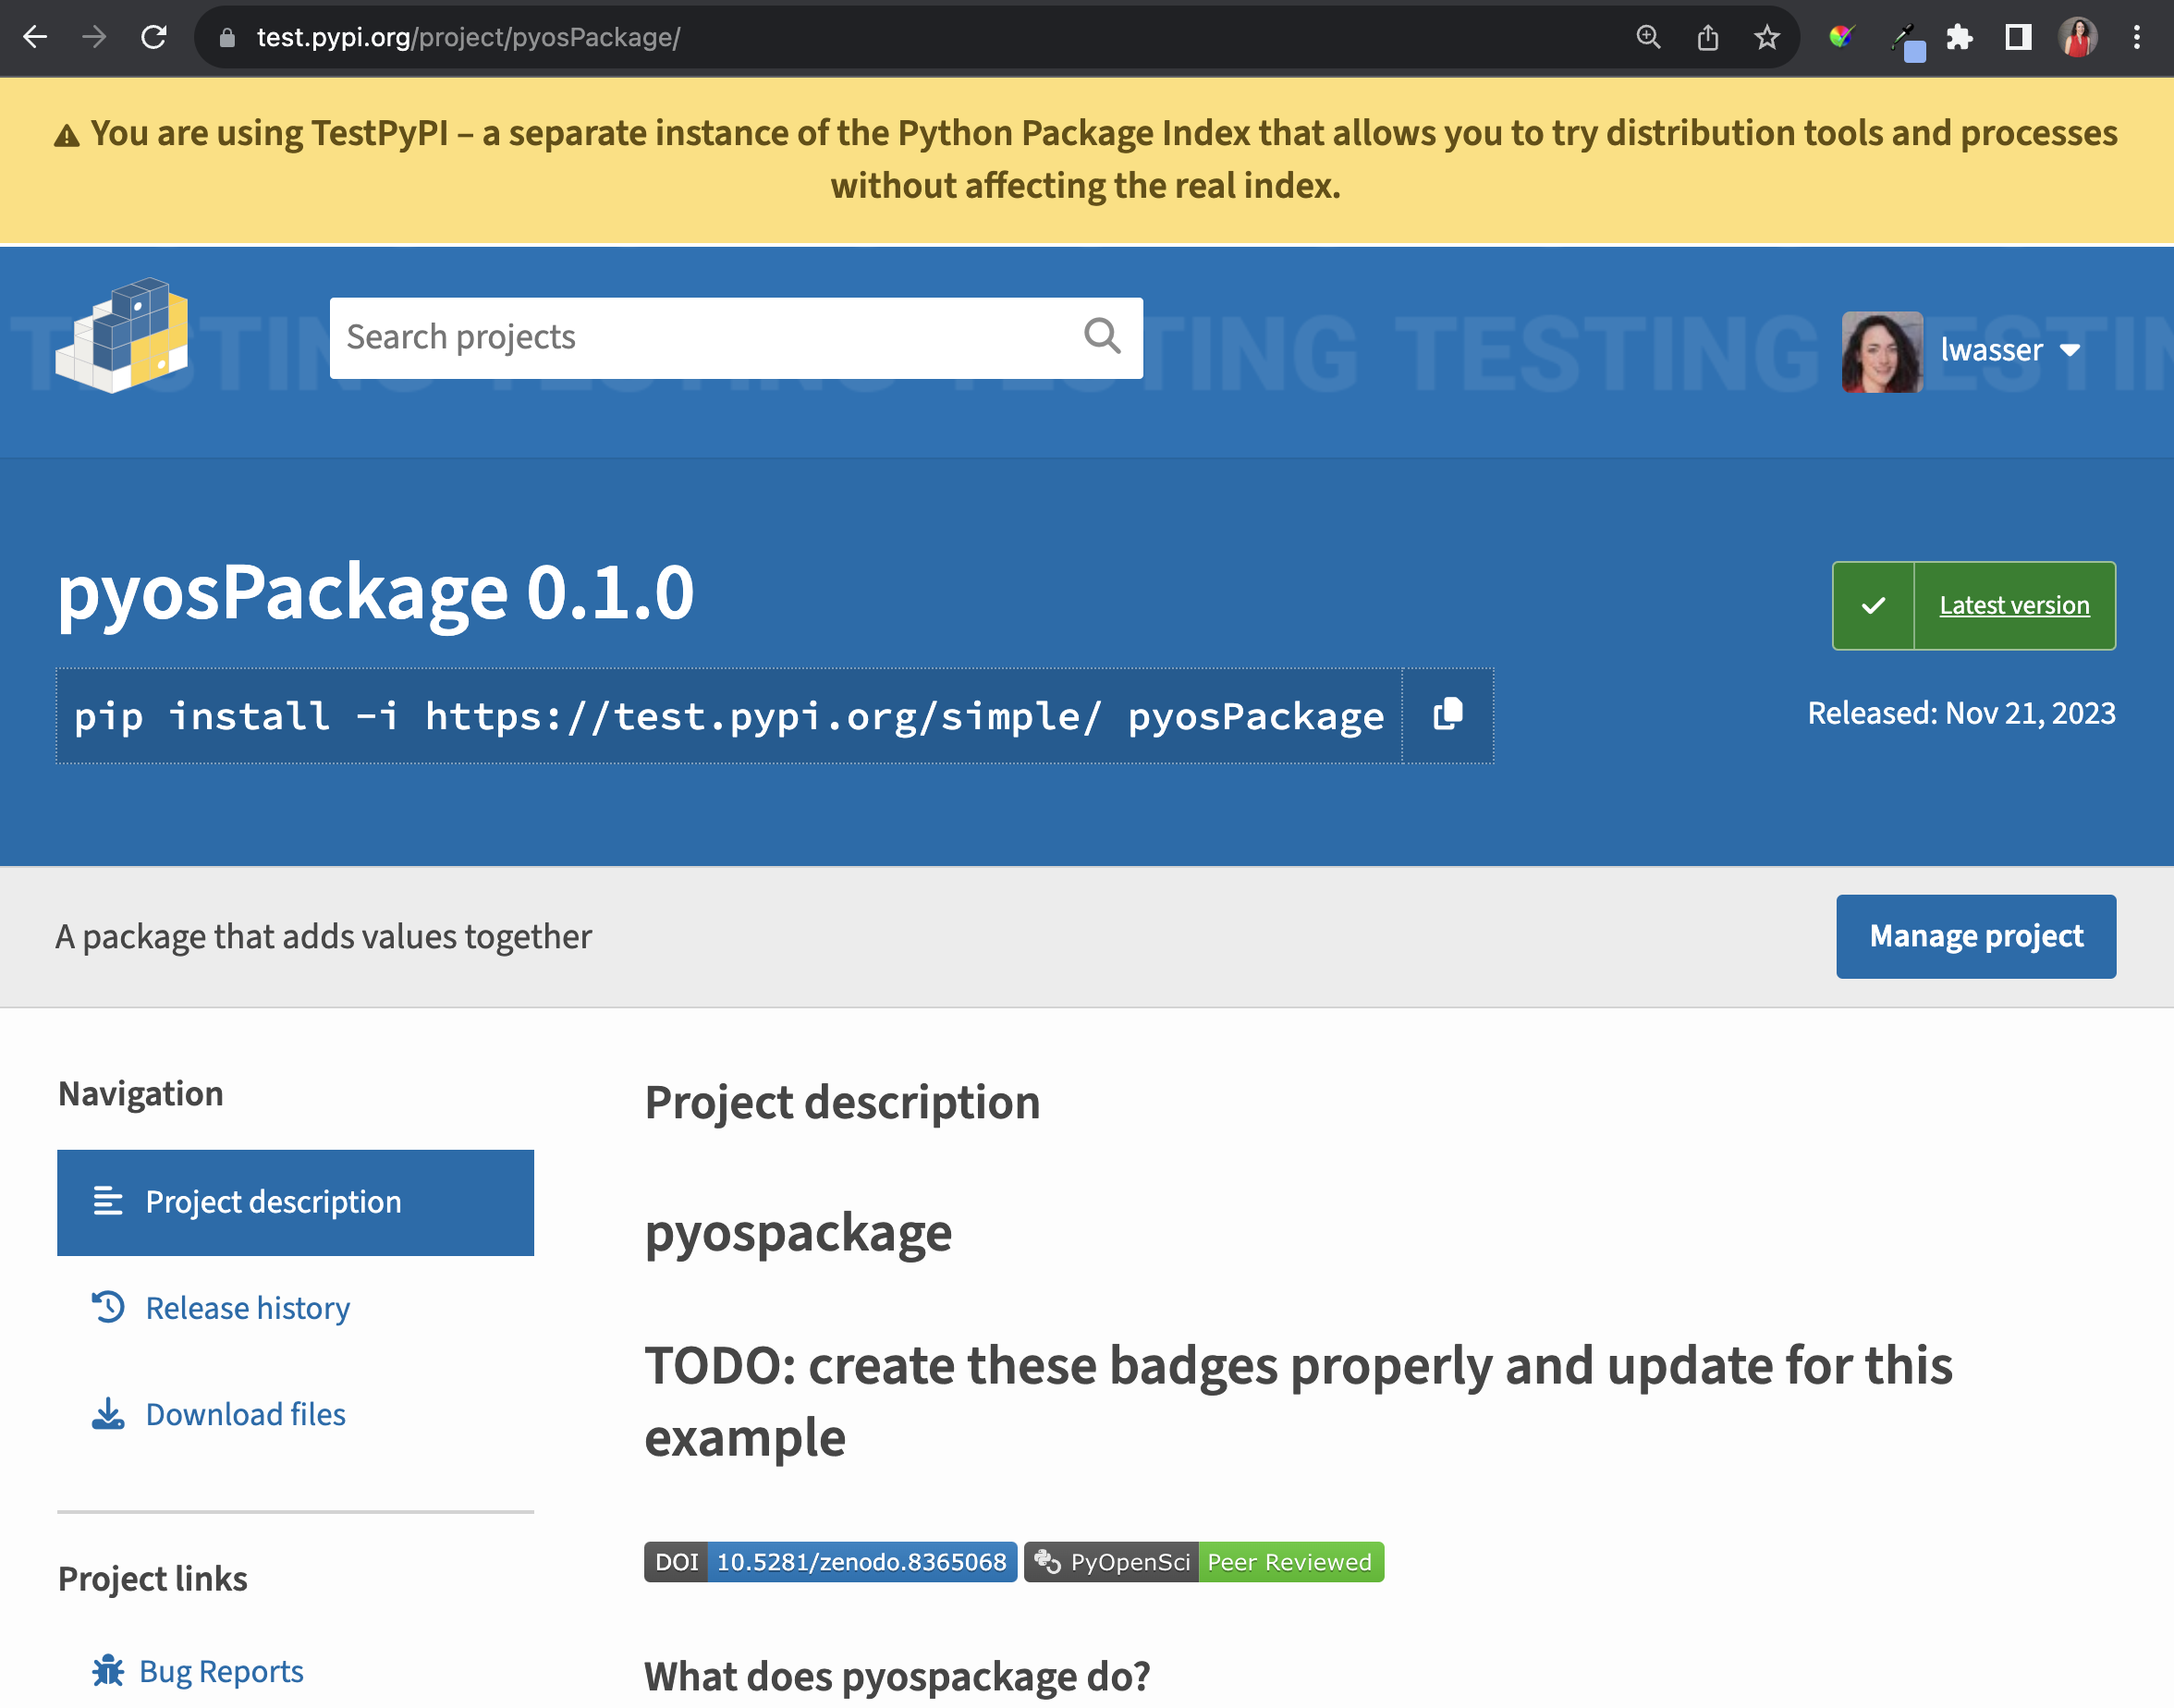 test.pypi.org/project/pyosPackage/
You are using TestPyPI – a separate instance of the Python Package Index that allows you to try distribution tools and processes
without affecting the real index.
TESTING TESTING TESTING TESTING TESTIN
Search projects
lwasser
pyosPackage 0.1.0
Latest version
pip install -i https://test.pypi.org/simple/ pyosPackage
Released: Nov 21, 2023
A package that adds values together
Manage project
Navigation
Project description
Release history
Download files
Project links
Bug Reports
Project description
pyospackage
TODO: create these badges properly and update for this
example
DOI 10.5281/zenodo.8365068 PyOpenSci Peer Reviewed
What does pyospackage do?